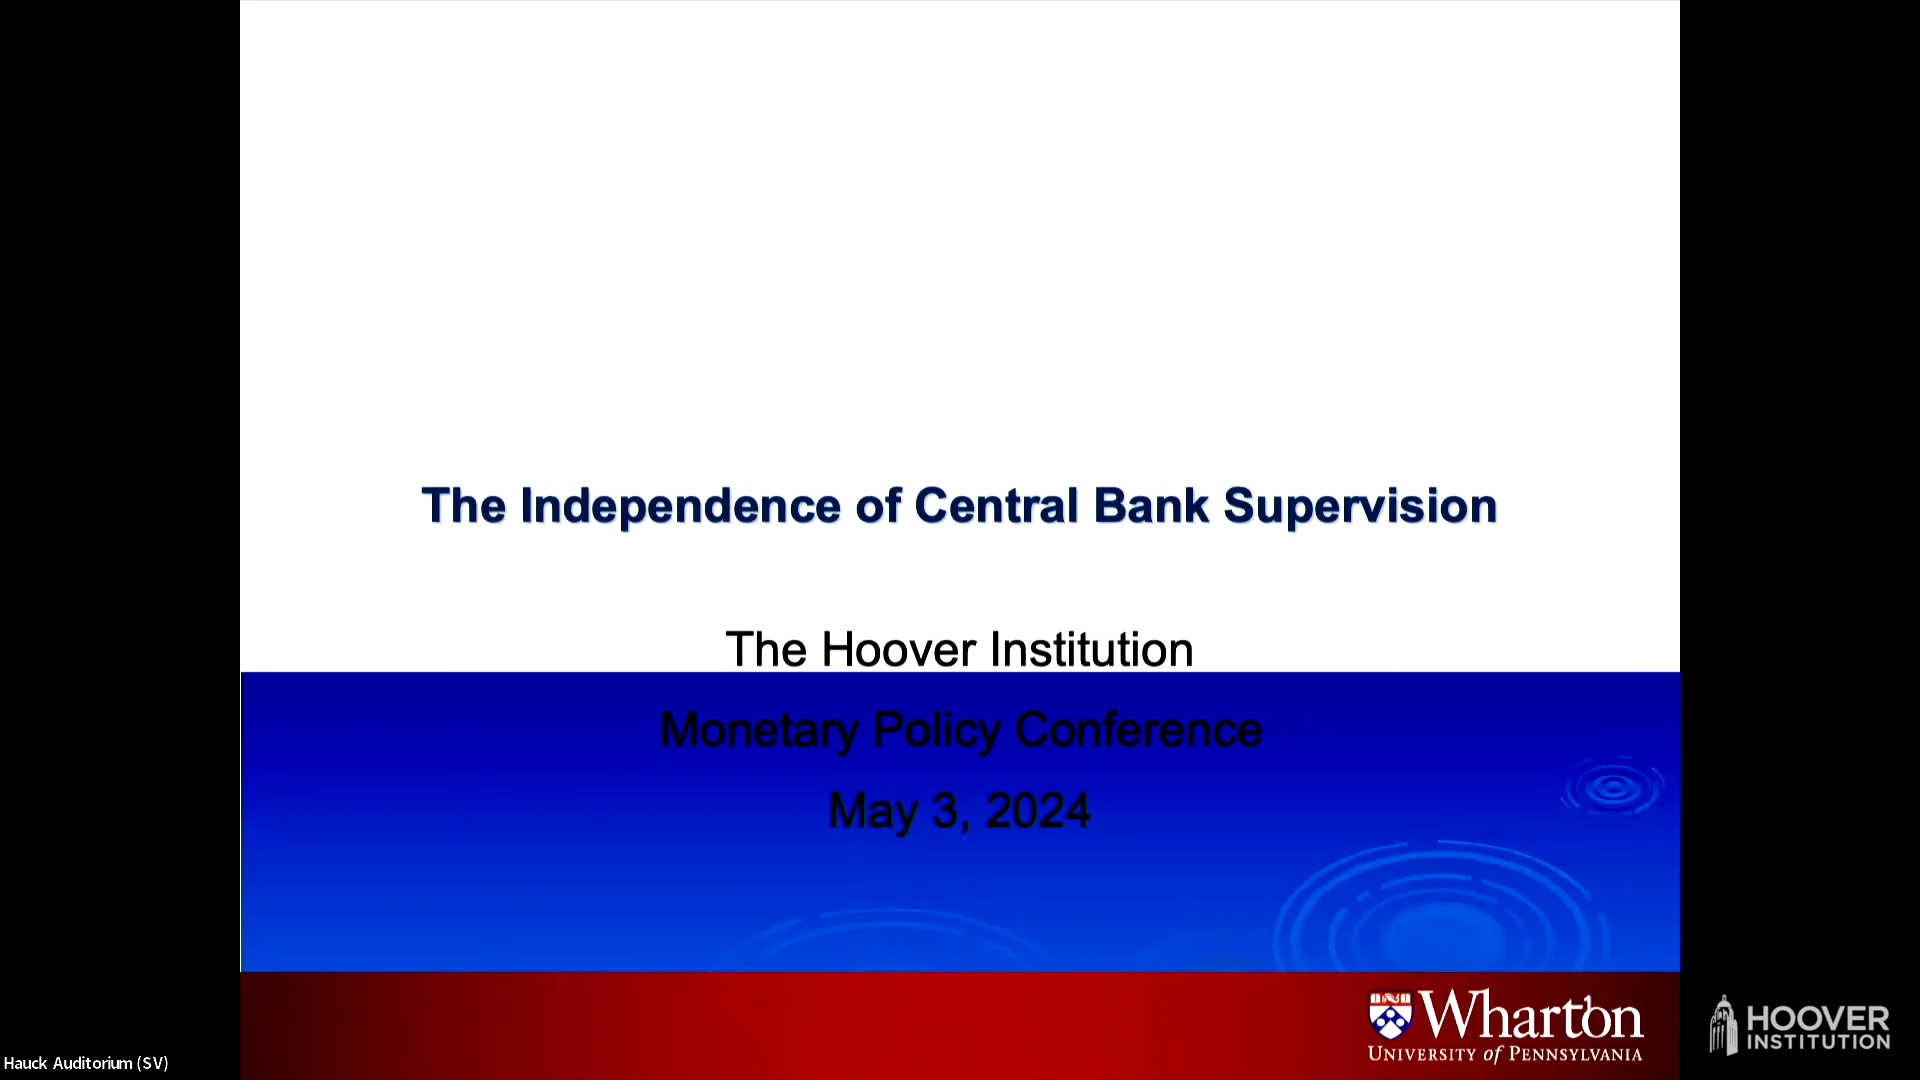 The Independence of Central Bank Supervision
The Hoover Institution
Monetary Policy Conference
May 3, 2024
Wharton
UNIVERSITY of PENNSYLVANIA
HOOVER
INSTITUTION
Hauck Auditorium (SV)